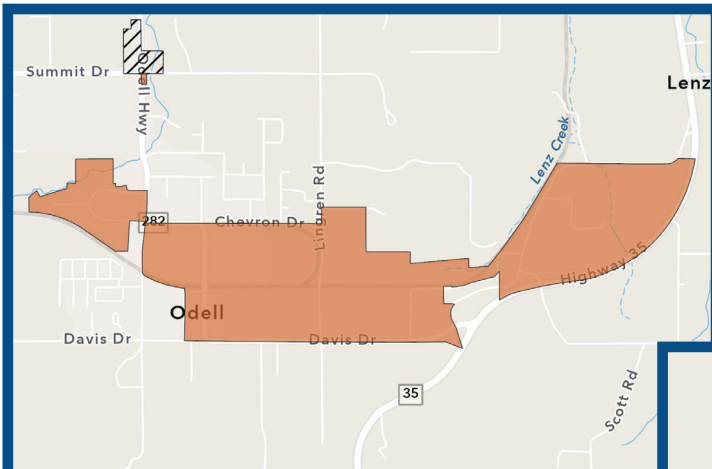 Summit Dr
Odell Hwy
Lenz
Lenz Creek
Lingren Rd
282
Chevron Dr
Highway 35
Odell
Davis Dr
Davis Dr
35
Scott Rd